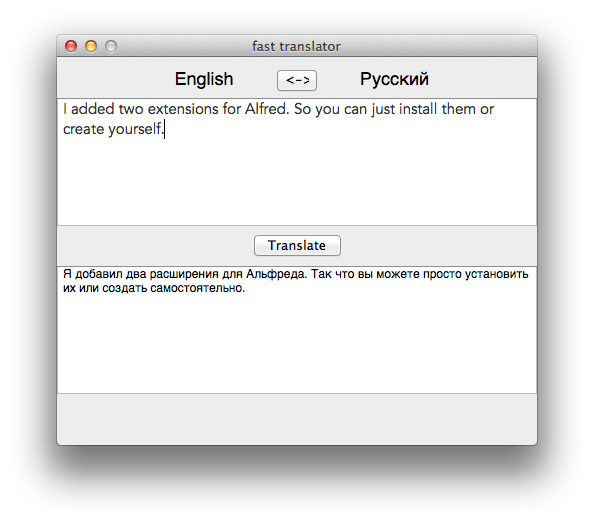 fast translator
English <-> Русский
I added two extensions for Alfred. So you can just install them or
create yourself.
Translate
Я добавил два расширения для Альфреда. Так что вы можете просто установить
их или создать самостоятельно.